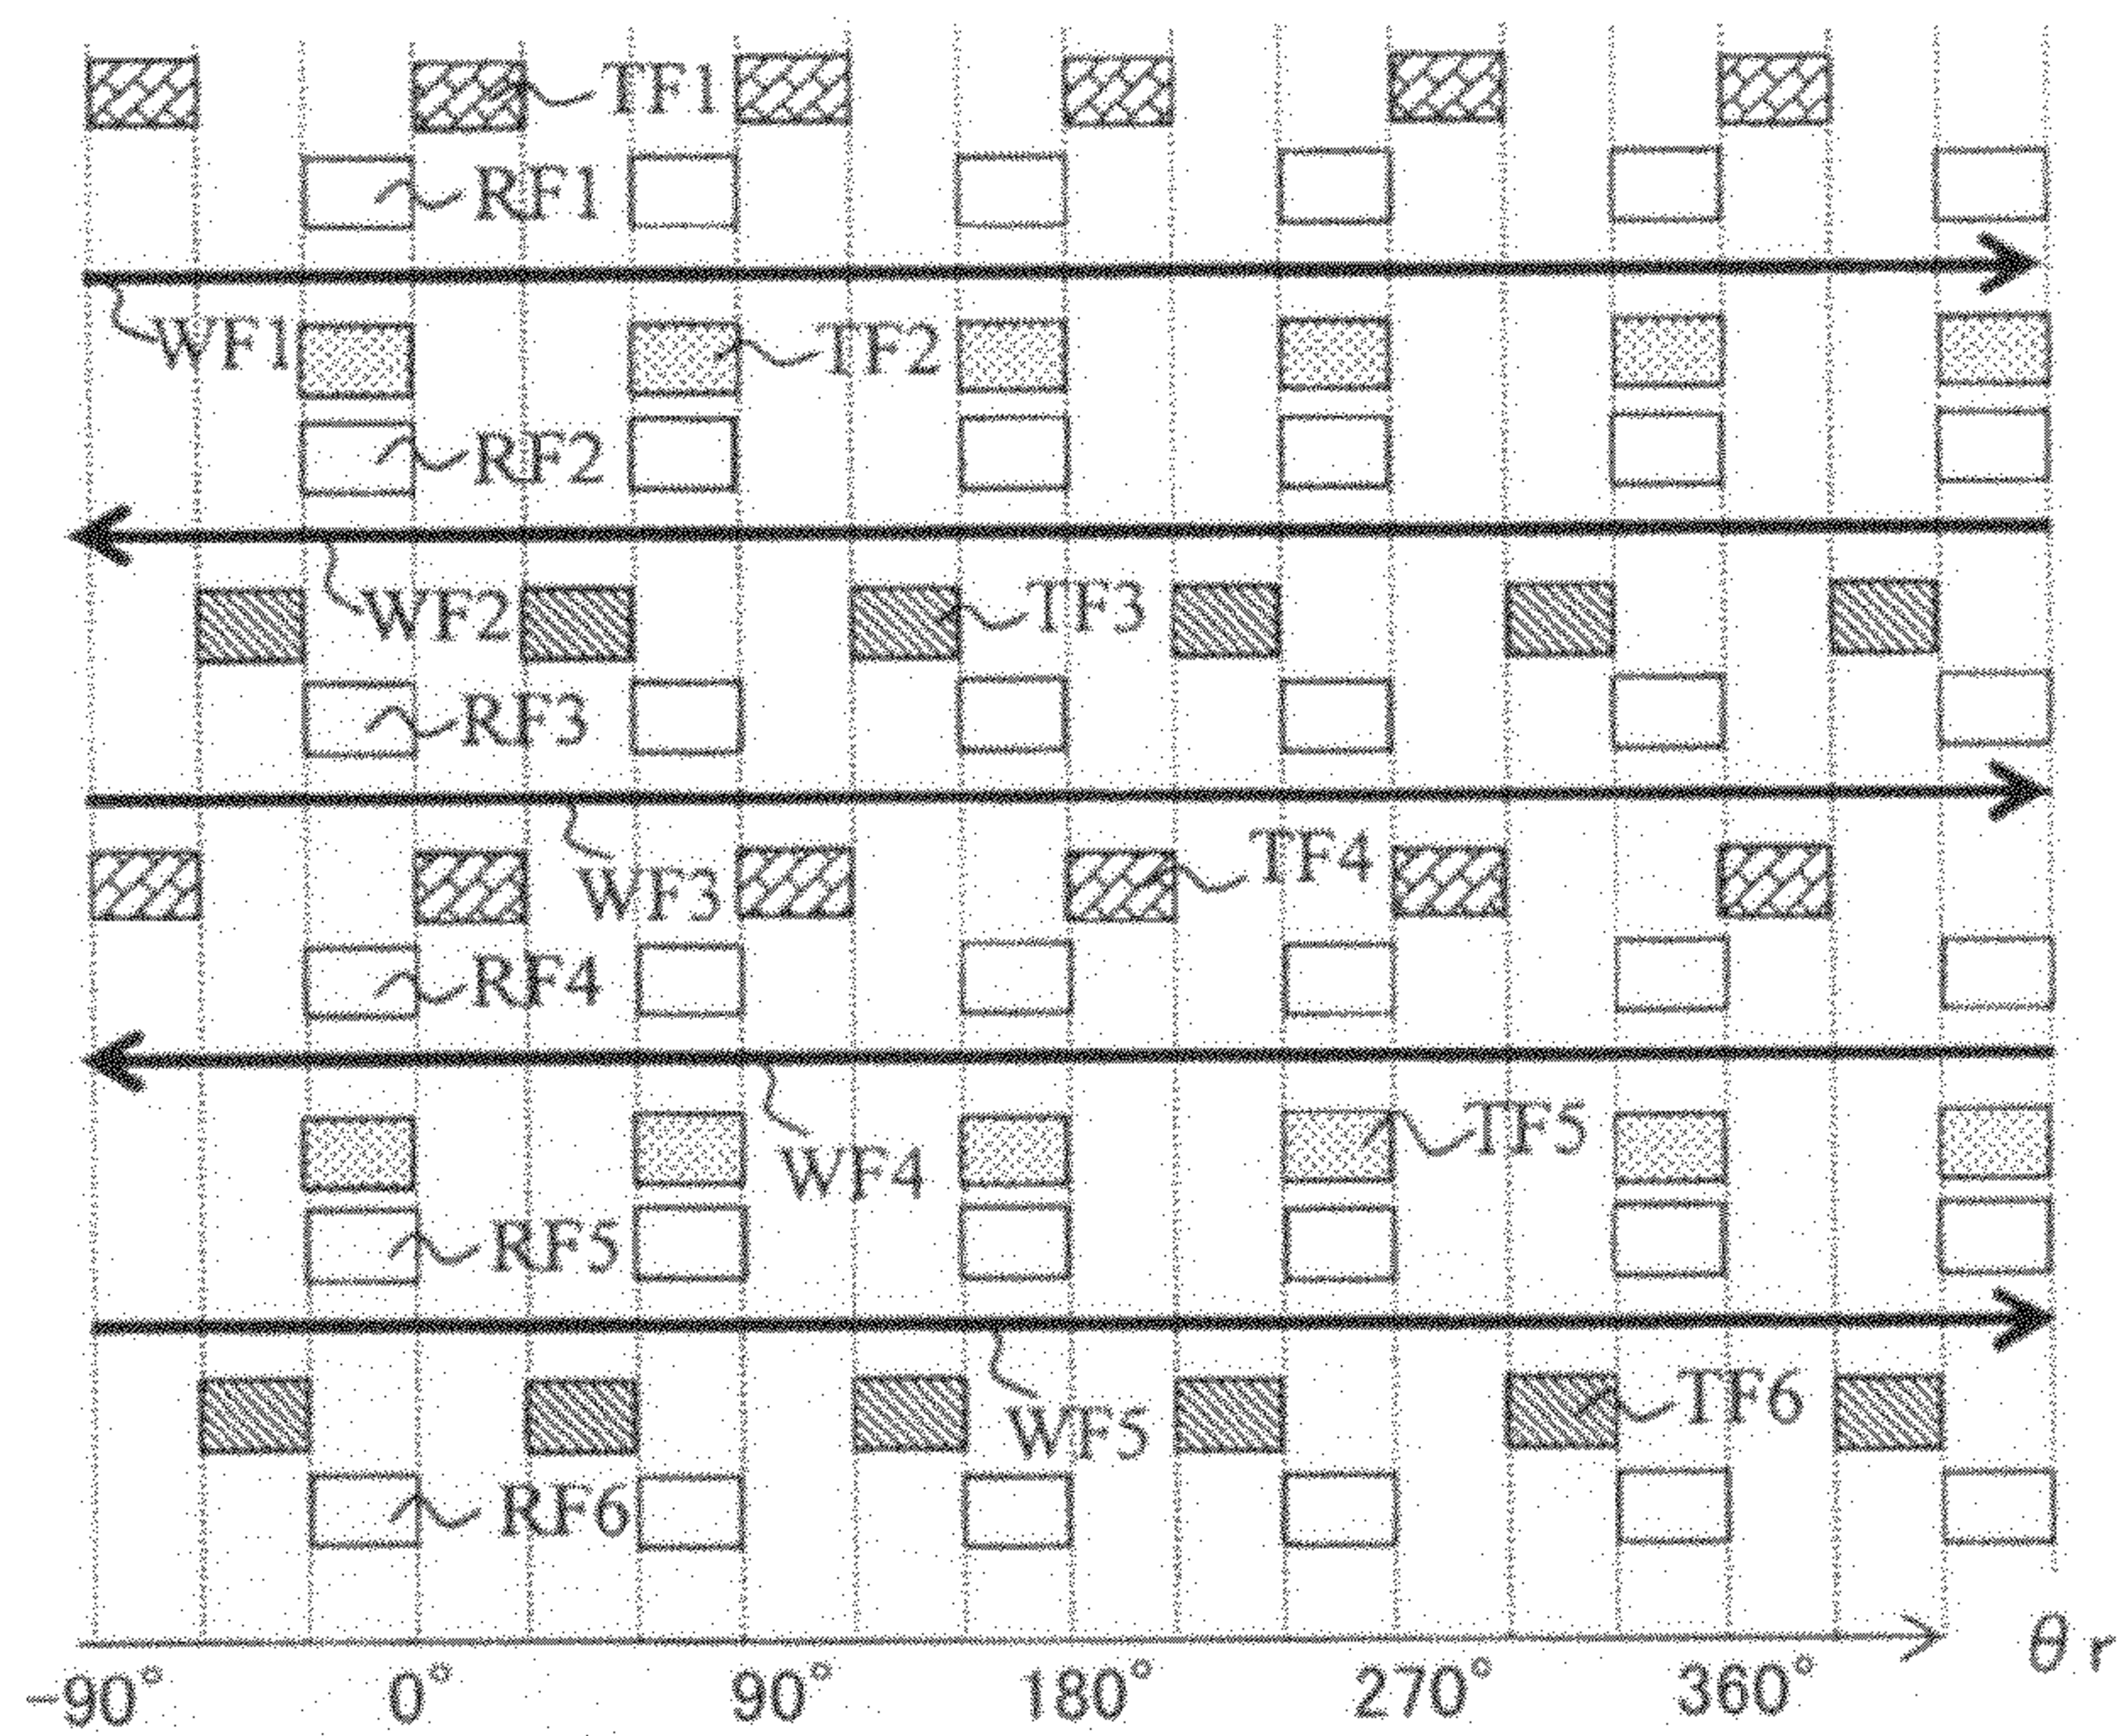 TF1
RF1
WF1
TF2
RF2
WF2
TF3
RF3
WF3
TF4
RF4
WF4
TF5
RF5
WF5
TF6
RF6
θr
-90° 0° 90° 180° 270° 360°